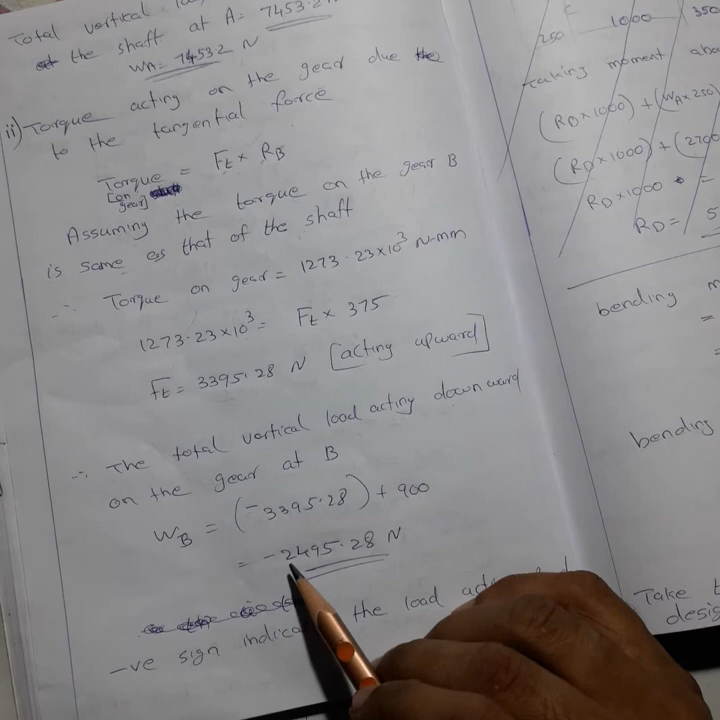 Total vertical
the shaft at A = 7453.2 N
WA = 7453.2 N
ii) Torque acting on the gear due
to the tangential force
Torque = Ft × RB
[on gear]
Assuming the torque on the gear B
is same as that of the shaft
∴ Torque on gear = 1273.23×10³ N-mm
1273.23×10³ = Ft × 375
Ft = 3395.28 N [acting upward]
∴ The total vertical load acting downward
on the gear at B
WB = (-3395.28) + 900
= -2495.28 N
-ve sign the load
250 1000 350
taking moment
(RD×1000) + (WA×250)
(RD×1000) +
RD×1000 =
RD = 5
bending
=
=
bending
Take